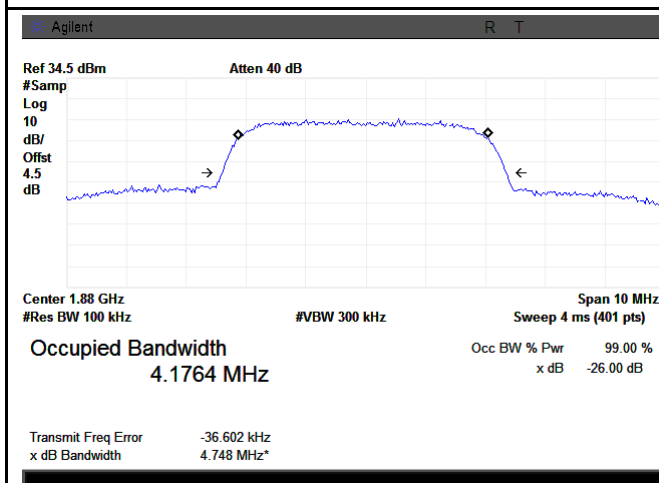 Agilent R T
Ref 34.5 dBm Atten 40 dB
#Samp
Log
10
dB/
Offst
4.5
dB
Center 1.88 GHz Span 10 MHz
#Res BW 100 kHz #VBW 300 kHz Sweep 4 ms (401 pts)
Occupied Bandwidth Occ BW % Pwr 99.00 %
4.1764 MHz x dB -26.00 dB
Transmit Freq Error -36.602 kHz
x dB Bandwidth 4.748 MHz*